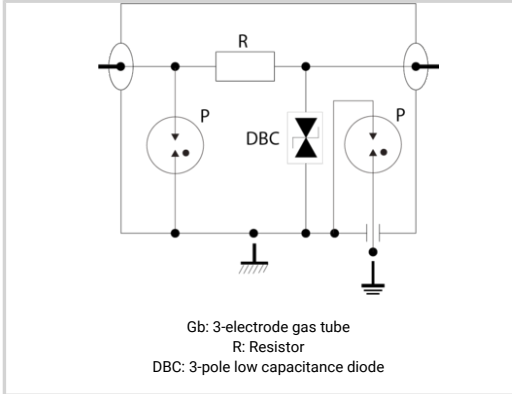 R
P
DBC
P
Gb: 3-electrode gas tube
R: Resistor
DBC: 3-pole low capacitance diode